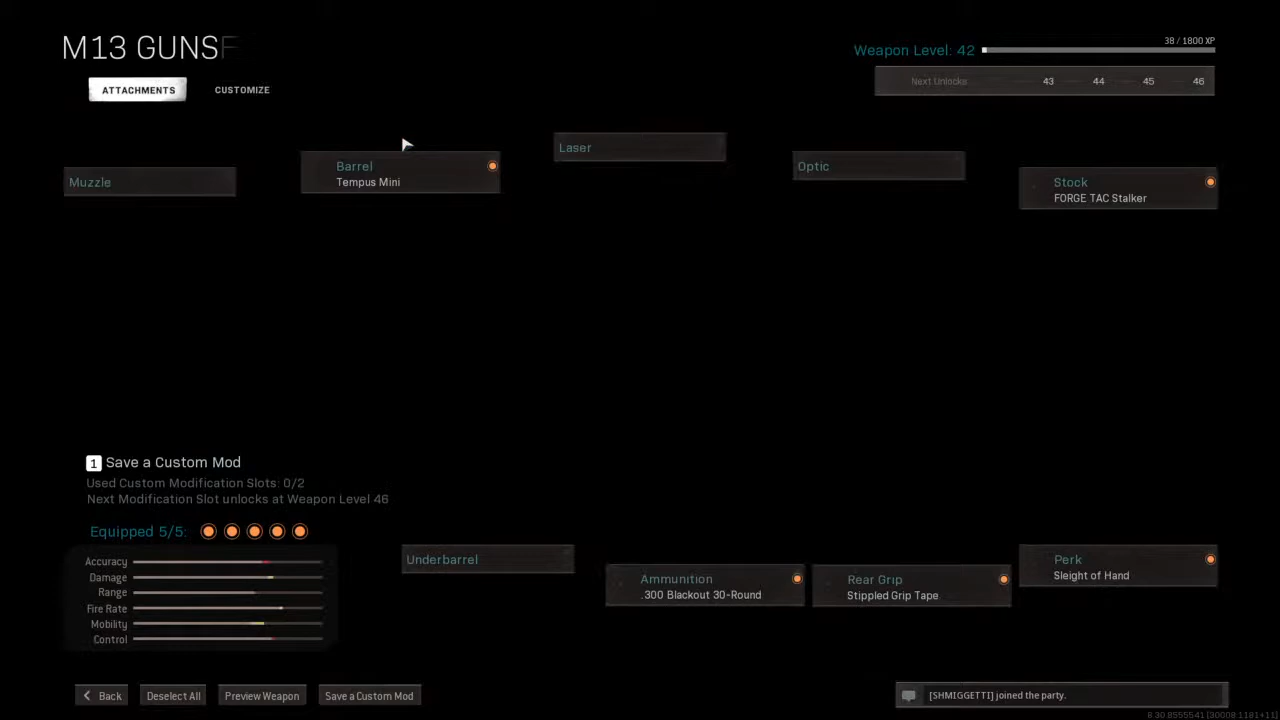 M13 GUNS
Weapon Level: 42
38 / 1800 XP
Next Unlocks 43 44 45 46
ATTACHMENTS CUSTOMIZE
Muzzle
Barrel
Tempus Mini
Laser
Optic
Stock
FORGE TAC Stalker
1 Save a Custom Mod
Used Custom Modification Slots: 0/2
Next Modification Slot unlocks at Weapon Level 46
Equipped 5/5:
Accuracy
Damage
Range
Fire Rate
Mobility
Control
Underbarrel
Ammunition
.300 Blackout 30-Round
Rear Grip
Stippled Grip Tape
Perk
Sleight of Hand
Back Deselect All Preview Weapon Save a Custom Mod
[SHMIGGETTI] joined the party.